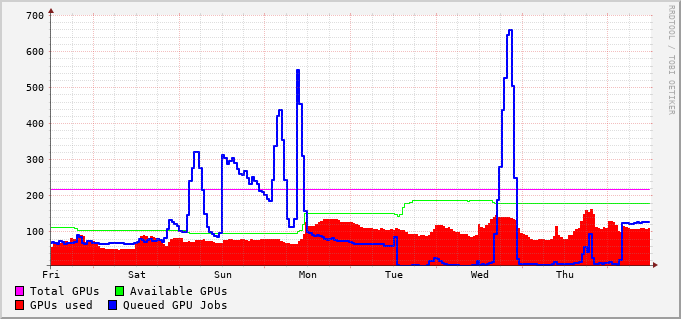 700
600
500
400
300
200
100
Fri Sat Sun Mon Tue Wed Thu
RRDTOOL / TOBI OETIKER
Total GPUs Available GPUs
GPUs used Queued GPU Jobs